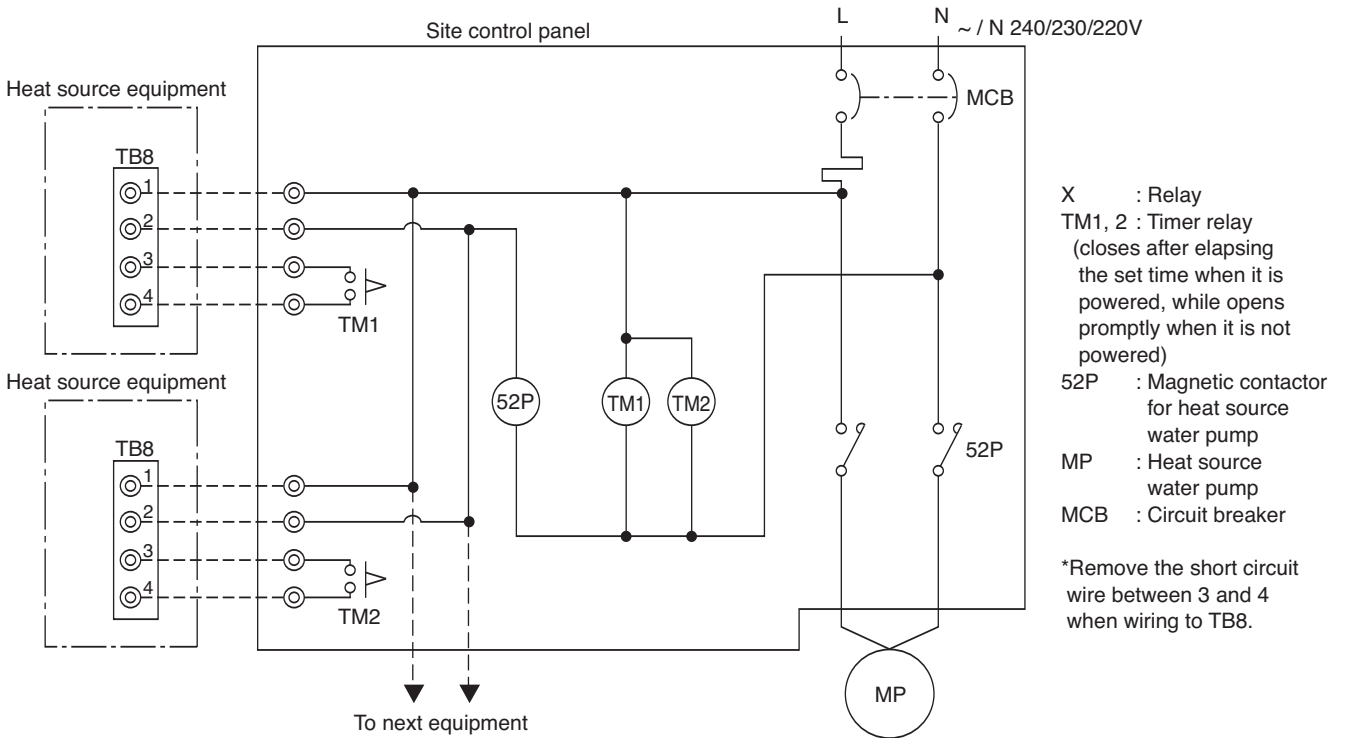 Site control panel
L
N
~ / N 240/230/220V
MCB
Heat source equipment
TB8
1
2
3
4
TM1
Heat source equipment
TB8
1
2
3
4
TM2
52P
TM1
TM2
52P
MP
To next equipment
X : Relay
TM1, 2 : Timer relay
(closes after elapsing
the set time when it is
powered, while opens
promptly when it is not
powered)
52P : Magnetic contactor
for heat source
water pump
MP : Heat source
water pump
MCB : Circuit breaker
*Remove the short circuit
wire between 3 and 4
when wiring to TB8.